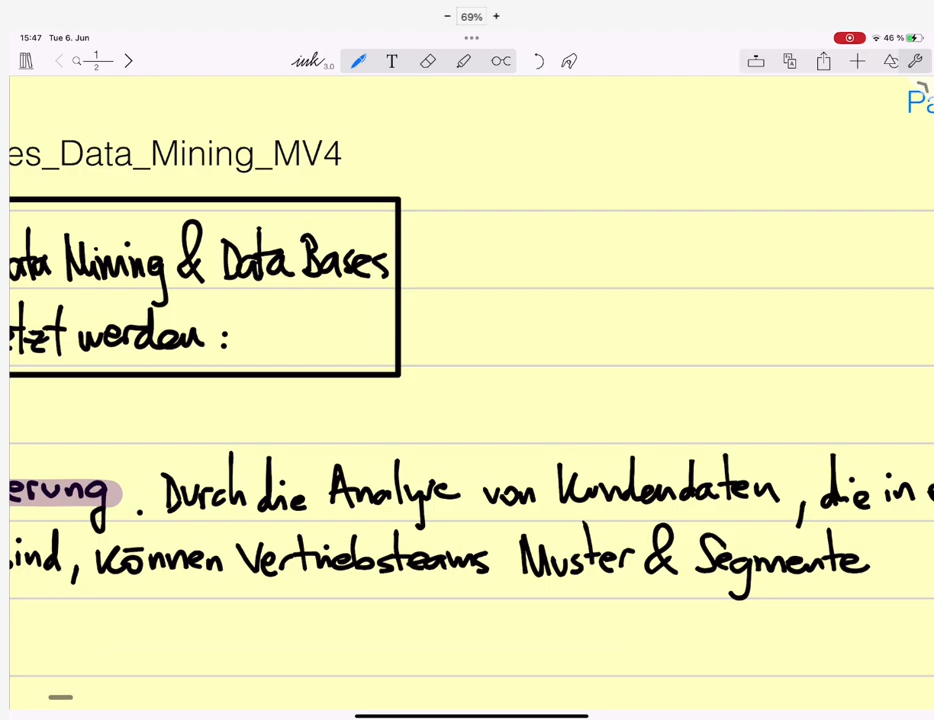 69%
15:47 Tue 6. Jun
46 %
1
2
ink 3.0
T
es_Data_Mining_MV4
ata Mining & Data Bases
etzt werden :
erung . Durch die Analyse von Kundendaten, die in
sind, können Vertriebsteams Muster & Segmente